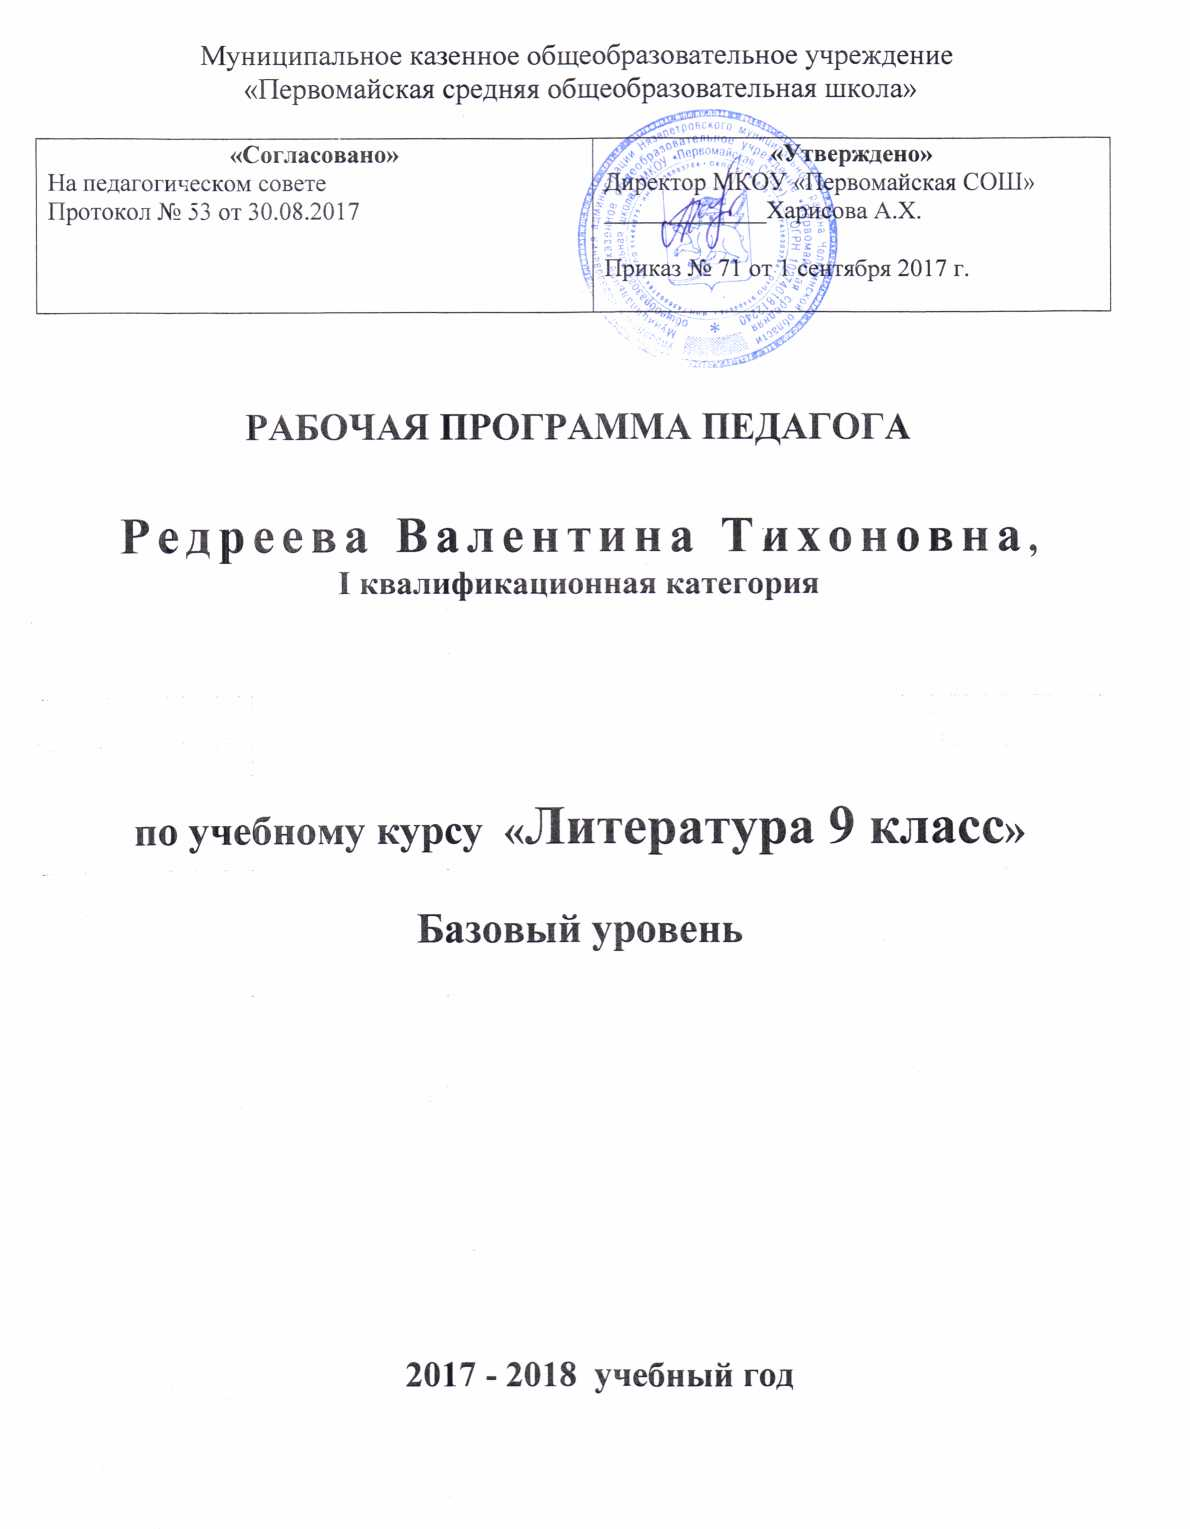 Муниципальное казенное общеобразовательное учреждение
«Первомайская средняя общеобразовательная школа»
«Согласовано»
На педагогическом совете
Протокол № 53 от 30.08.2017
«Утверждено»
Директор МКОУ «Первомайская СОШ»
____________Харисова А.Х.
Приказ № 71 от 1 сентября 2017 г.
РАБОЧАЯ ПРОГРАММА ПЕДАГОГА
Редреева Валентина Тихоновна,
I квалификационная категория
по учебному курсу «Литература 9 класс»
Базовый уровень
2017 - 2018 учебный год